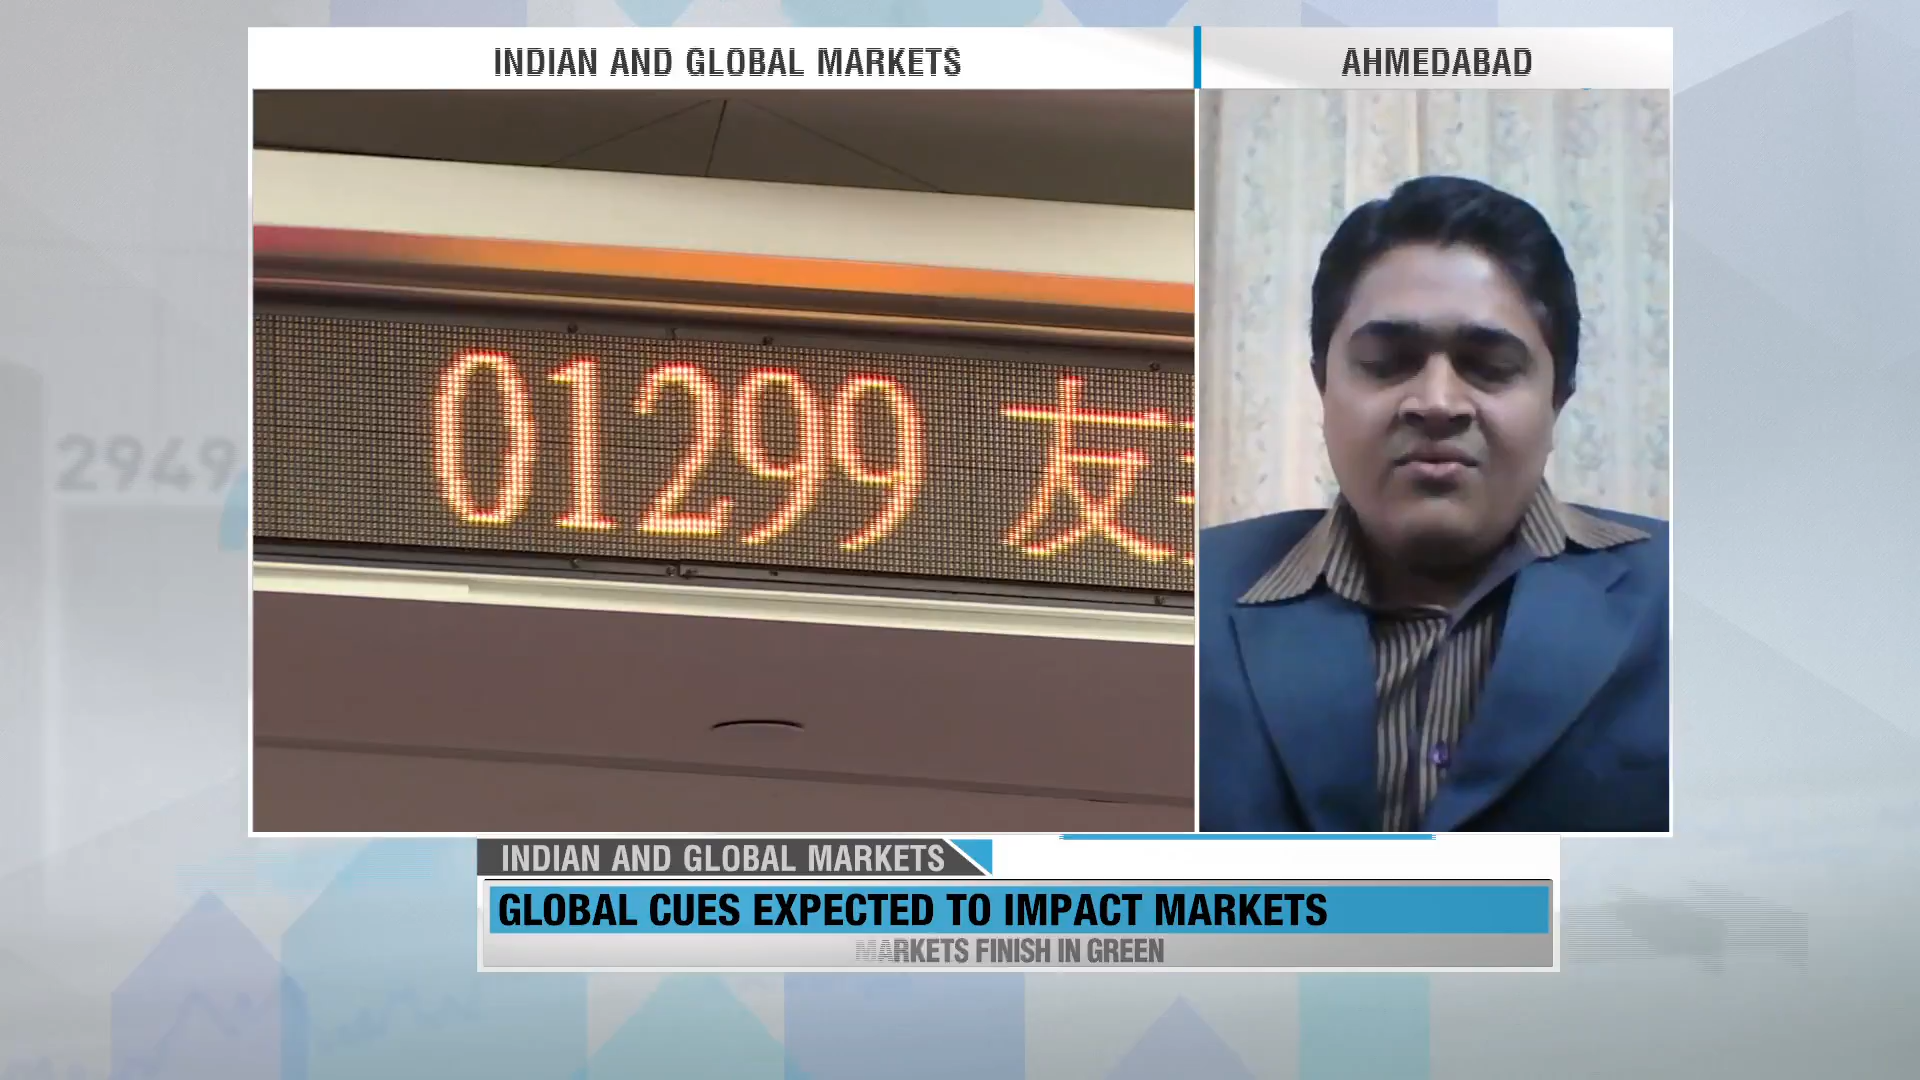 INDIAN AND GLOBAL MARKETS
AHMEDABAD
01299 友
2949
INDIAN AND GLOBAL MARKETS
GLOBAL CUES EXPECTED TO IMPACT MARKETS
MARKETS FINISH IN GREEN